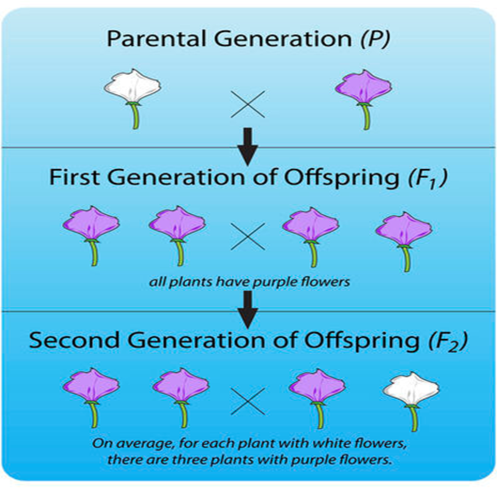 Parental Generation (P)
First Generation of Offspring (F₁)
all plants have purple flowers
Second Generation of Offspring (F₂)
On average, for each plant with white flowers,
there are three plants with purple flowers.